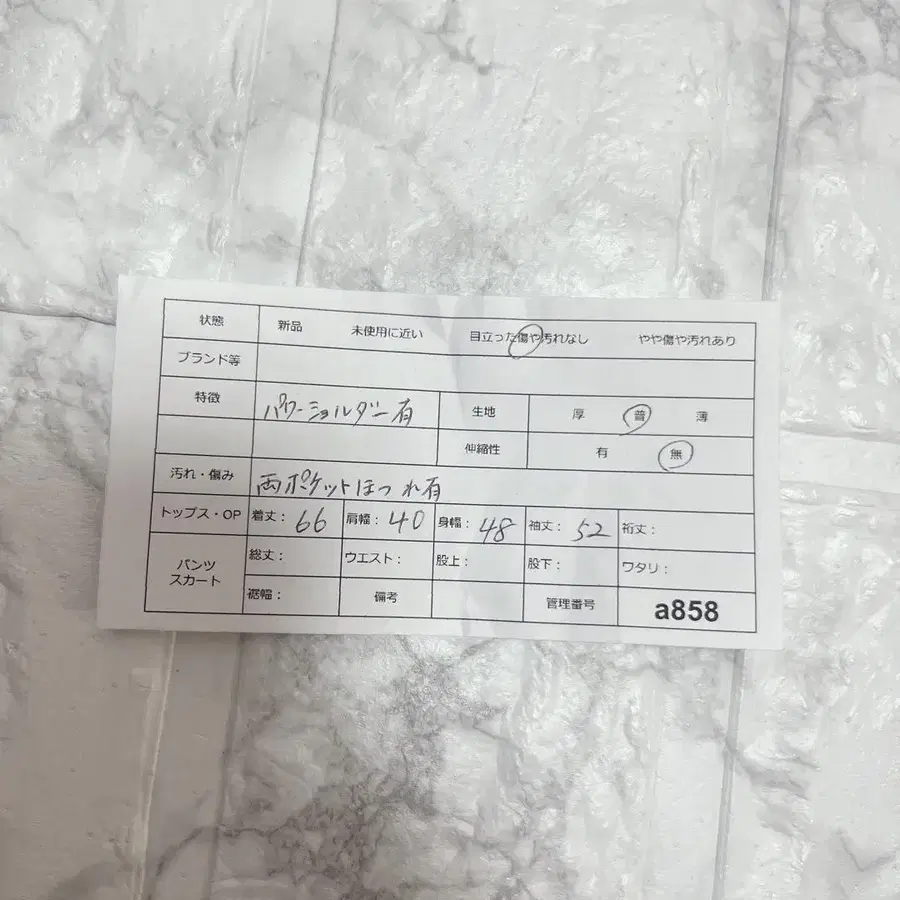 状態 新品 未使用に近い 目立った傷や汚れなし やや傷や汚れあり
ブランド等
特徴 パワーショルダー有 生地 厚 普 薄
伸縮性 有 無
汚れ・傷み 両ポケットほつれ有
トップス・OP 着丈： 66 肩幅： 40 身幅： 48 袖丈： 52 裄丈：
パンツ スカート 総丈： ウエスト： 股上： 股下： ワタリ：
裾幅： 備考 管理番号 a858